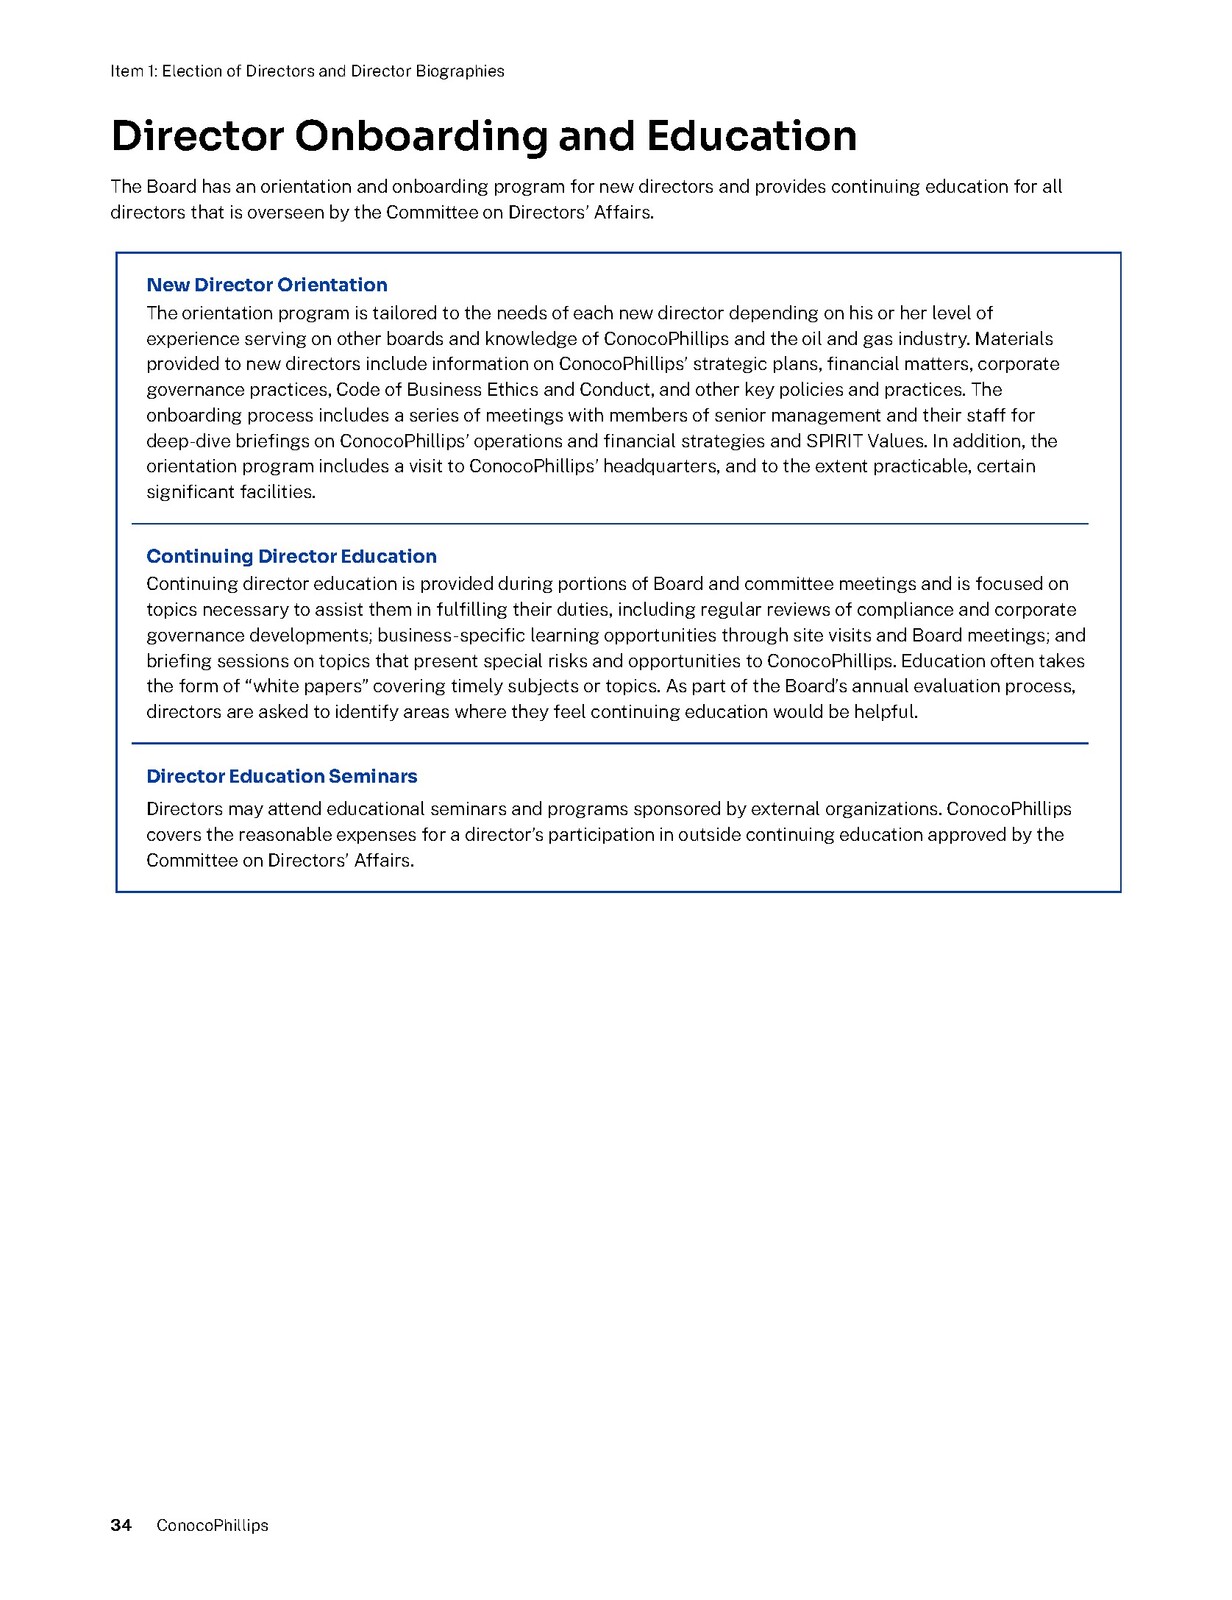 Item 1: Election of Directors and Director Biographies
Director Onboarding and Education
The Board has an orientation and onboarding program for new directors and provides continuing education for all
directors that is overseen by the Committee on Directors’ Affairs.
New Director Orientation
The orientation program is tailored to the needs of each new director depending on his or her level of
experience serving on other boards and knowledge of ConocoPhillips and the oil and gas industry. Materials
provided to new directors include information on ConocoPhillips’ strategic plans, financial matters, corporate
governance practices, Code of Business Ethics and Conduct, and other key policies and practices. The
onboarding process includes a series of meetings with members of senior management and their staff for
deep-dive briefings on ConocoPhillips’ operations and financial strategies and SPIRIT Values. In addition, the
orientation program includes a visit to ConocoPhillips’ headquarters, and to the extent practicable, certain
significant facilities.
Continuing Director Education
Continuing director education is provided during portions of Board and committee meetings and is focused on
topics necessary to assist them in fulfilling their duties, including regular reviews of compliance and corporate
governance developments; business-specific learning opportunities through site visits and Board meetings; and
briefing sessions on topics that present special risks and opportunities to ConocoPhillips. Education often takes
the form of “white papers” covering timely subjects or topics. As part of the Board’s annual evaluation process,
directors are asked to identify areas where they feel continuing education would be helpful.
Director Education Seminars
Directors may attend educational seminars and programs sponsored by external organizations. ConocoPhillips
covers the reasonable expenses for a director’s participation in outside continuing education approved by the
Committee on Directors’ Affairs.
34 ConocoPhillips